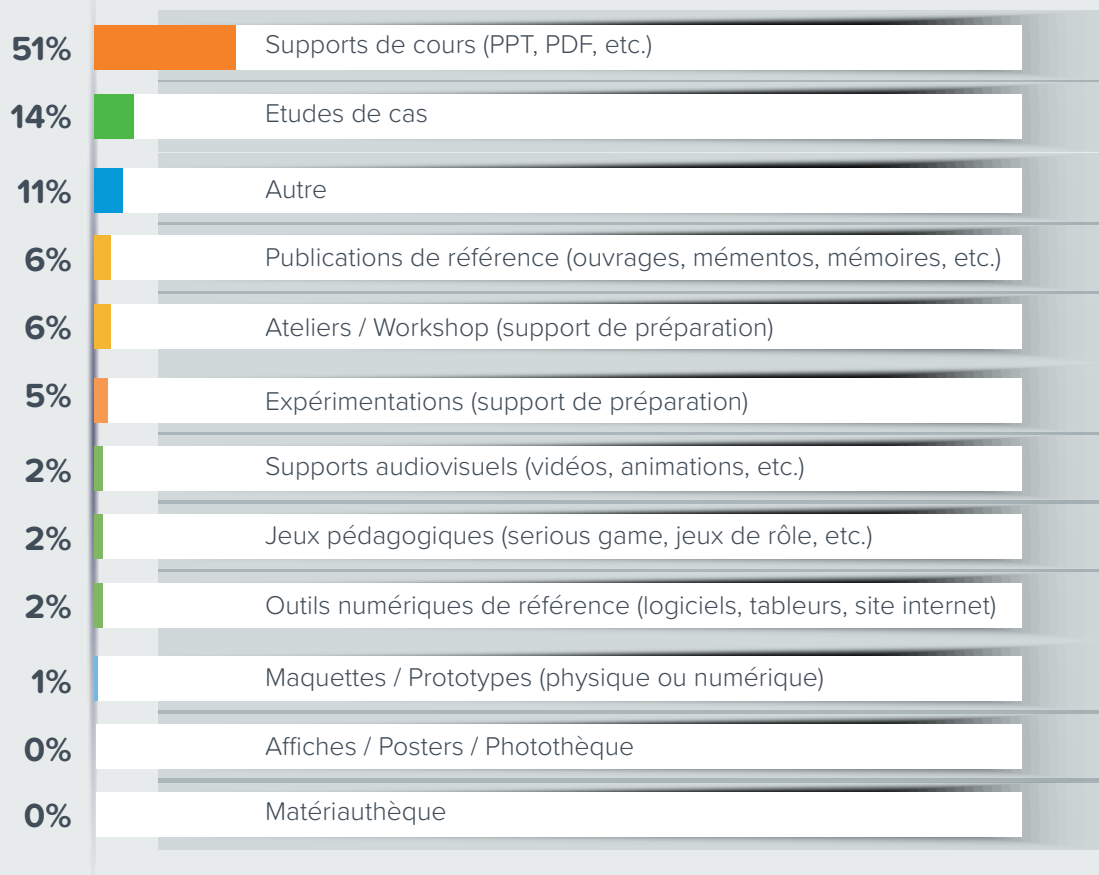 51% Supports de cours (PPT, PDF, etc.)
14% Etudes de cas
11% Autre
6% Publications de référence (ouvrages, mémentos, mémoires, etc.)
6% Ateliers / Workshop (support de préparation)
5% Expérimentations (support de préparation)
2% Supports audiovisuels (vidéos, animations, etc.)
2% Jeux pédagogiques (serious game, jeux de rôle, etc.)
2% Outils numériques de référence (logiciels, tableurs, site internet)
1% Maquettes / Prototypes (physique ou numérique)
0% Affiches / Posters / Photothèque
0% Matériauthèque